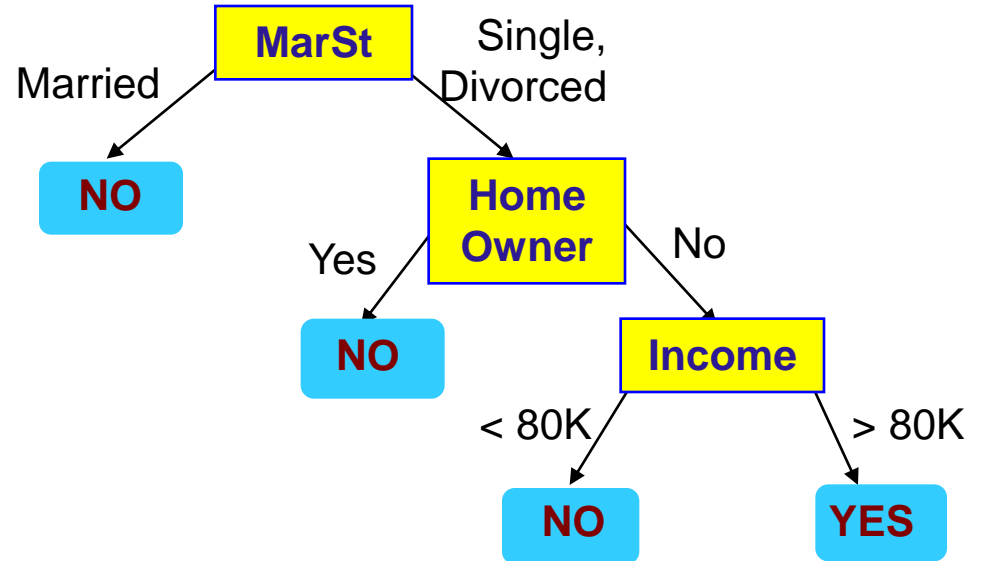 MarSt
Single,
Divorced
Married
NO
Home
Owner
Yes
No
NO
Income
< 80K
> 80K
NO
YES